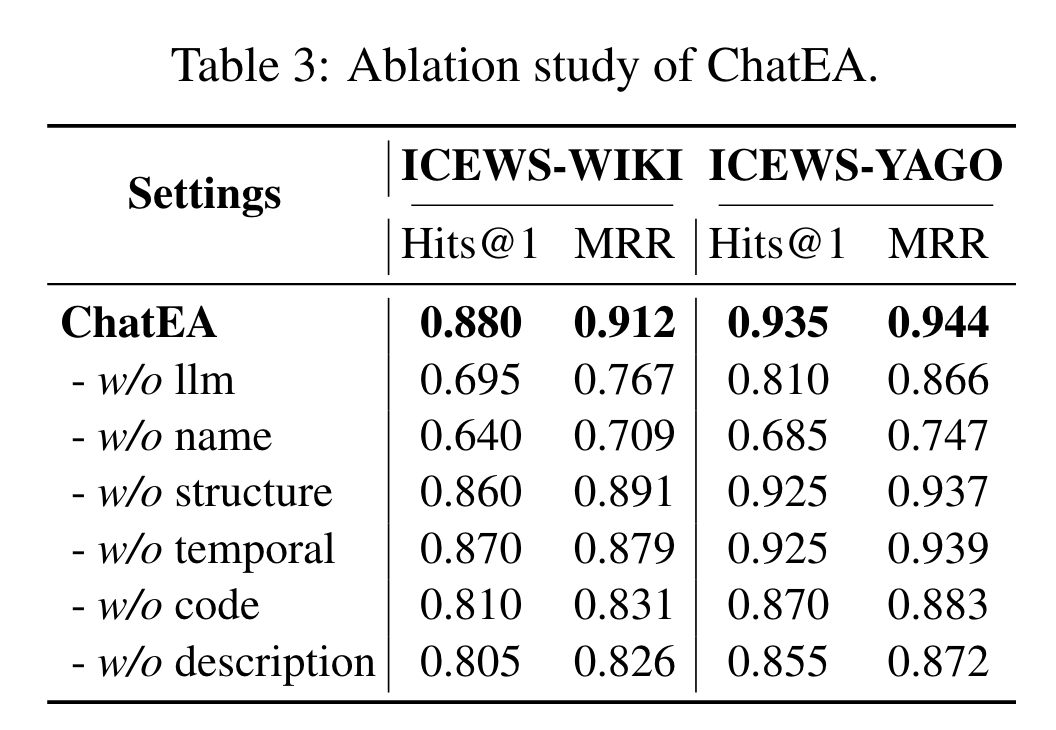 Table 3: Ablation study of ChatEA.
Settings ICEWS-WIKI ICEWS-YAGO
Hits@1 MRR Hits@1 MRR
ChatEA 0.880 0.912 0.935 0.944
- w/o llm 0.695 0.767 0.810 0.866
- w/o name 0.640 0.709 0.685 0.747
- w/o structure 0.860 0.891 0.925 0.937
- w/o temporal 0.870 0.879 0.925 0.939
- w/o code 0.810 0.831 0.870 0.883
- w/o description 0.805 0.826 0.855 0.872